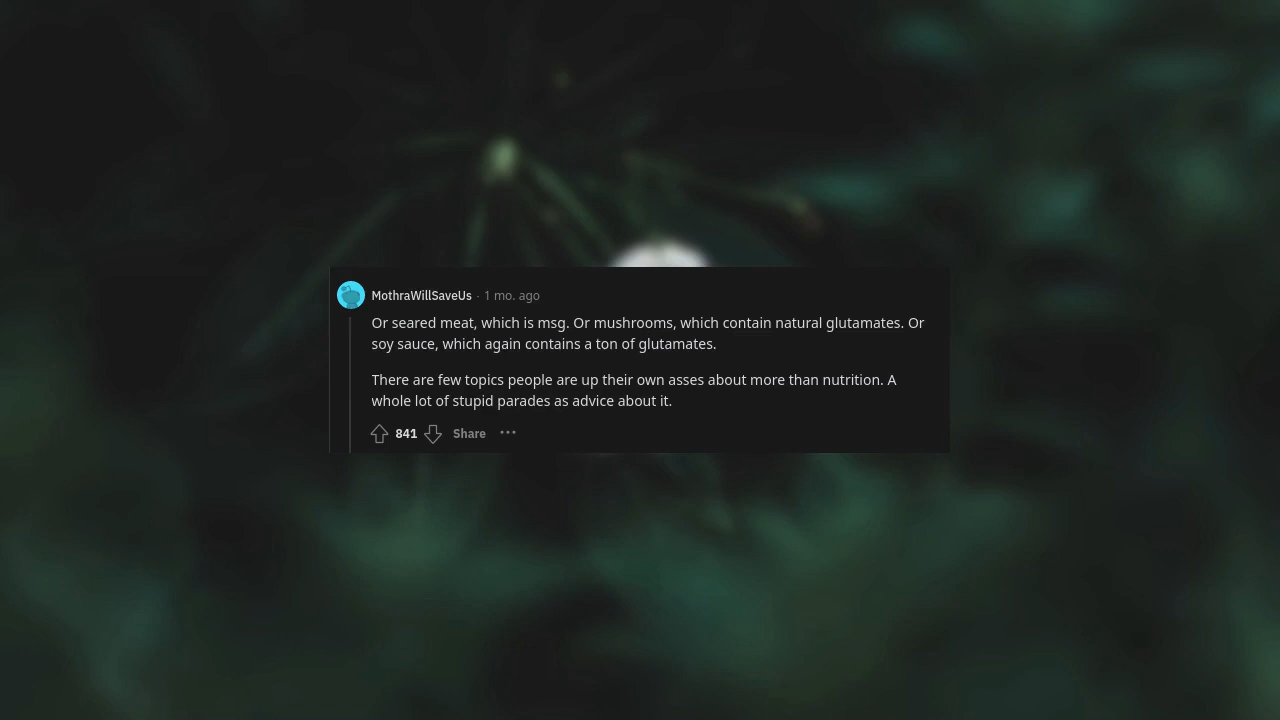 MothraWillSaveUs · 1 mo. ago
Or seared meat, which is msg. Or mushrooms, which contain natural glutamates. Or
soy sauce, which again contains a ton of glutamates.
There are few topics people are up their own asses about more than nutrition. A
whole lot of stupid parades as advice about it.
841 Share ···